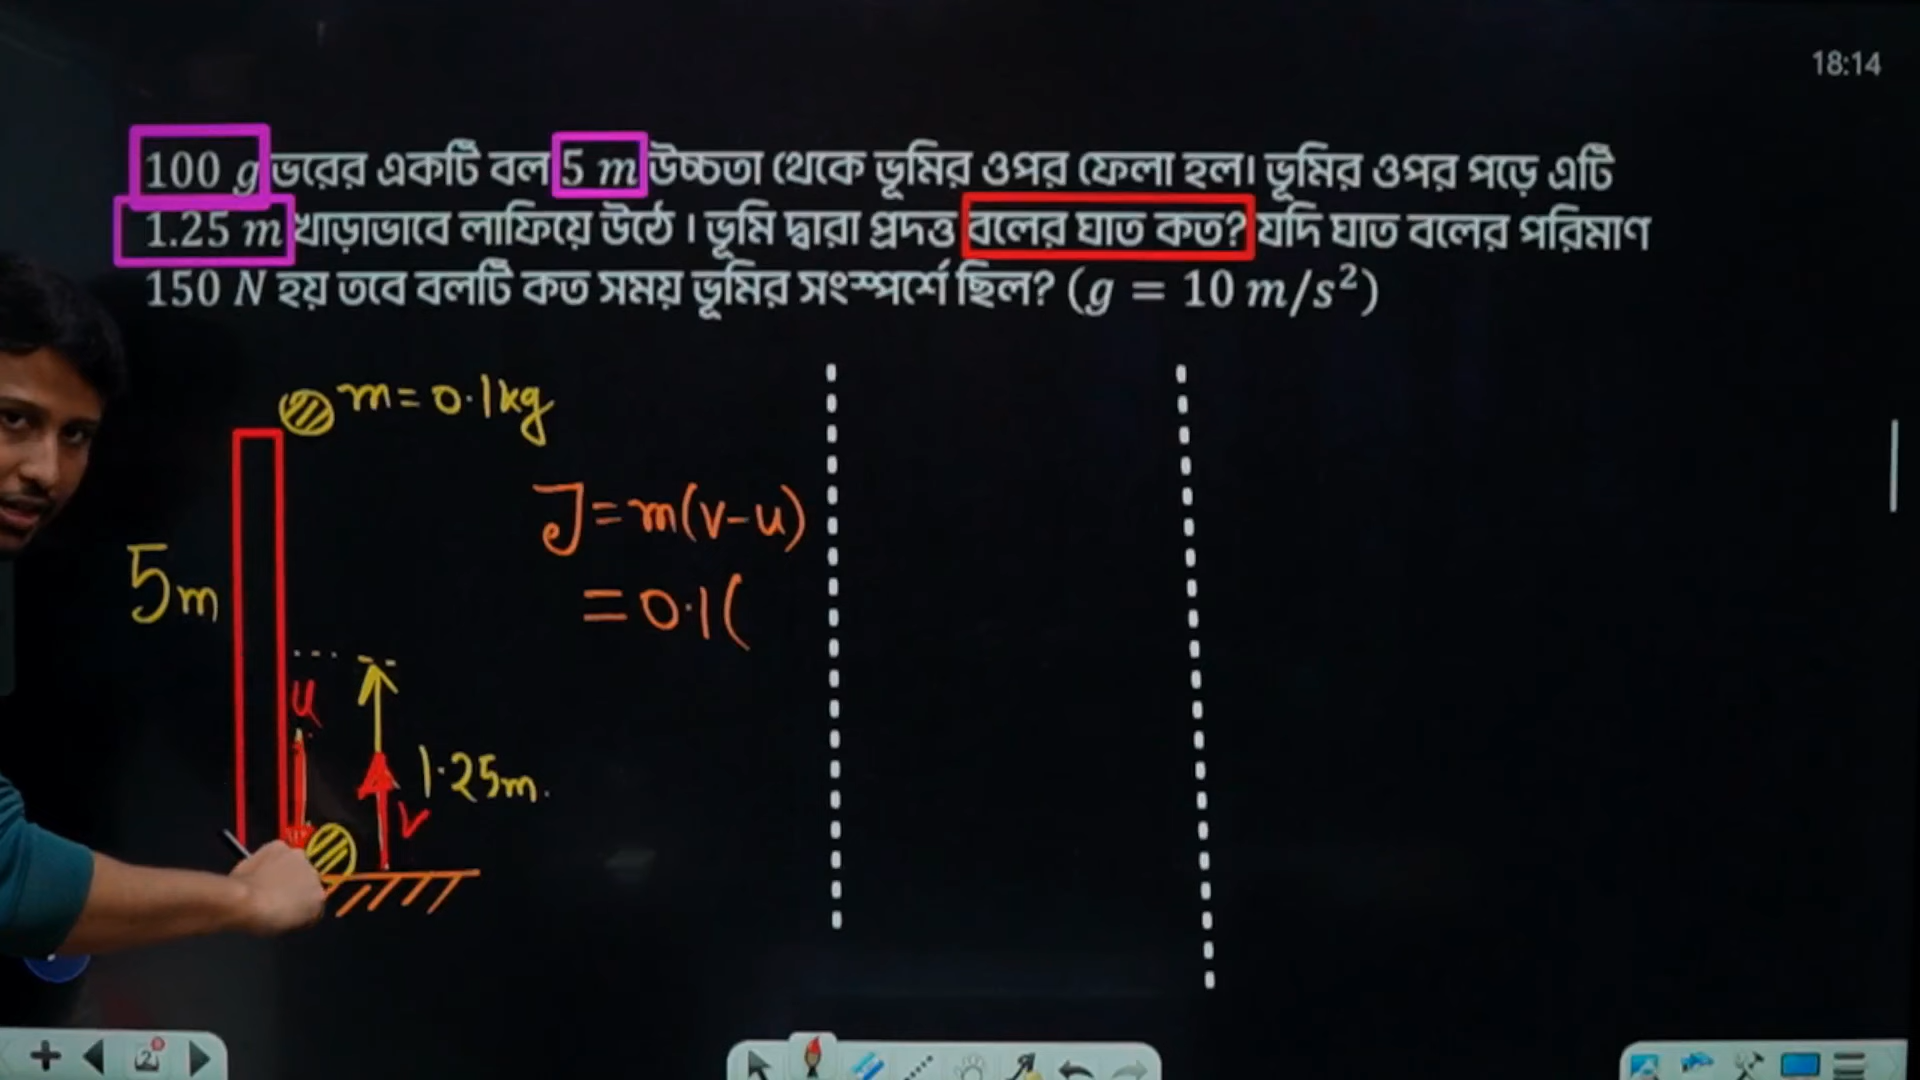 18:14
100 g ভরের একটি বল 5 m উচ্চতা থেকে ভূমির ওপর ফেলা হল। ভূমির ওপর পড়ে এটি
1.25 m খাড়াভাবে লাফিয়ে উঠে । ভূমি দ্বারা প্রদত্ত বলের ঘাত কত? যদি ঘাত বলের পরিমাণ
150 N হয় তবে বলটি কত সময় ভূমির সংস্পর্শে ছিল? (g = 10 m/s²)
m = 0.1kg
J = m(v-u)
= 0.1(
5m
u
1.25m.
v
2